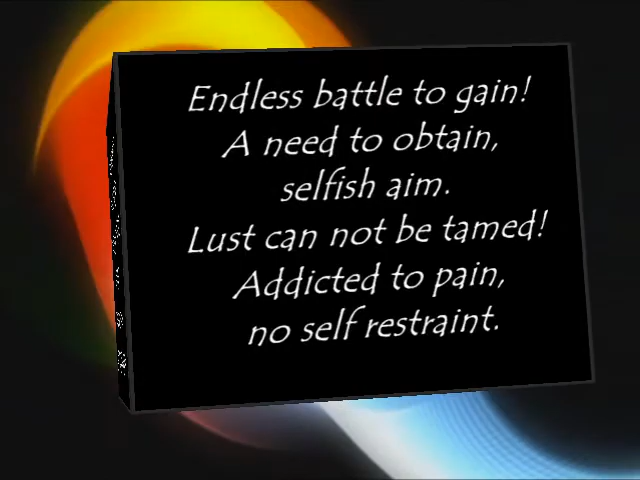 Endless battle to gain!
A need to obtain,
selfish aim.
Lust can not be tamed!
Addicted to pain,
no self restraint.